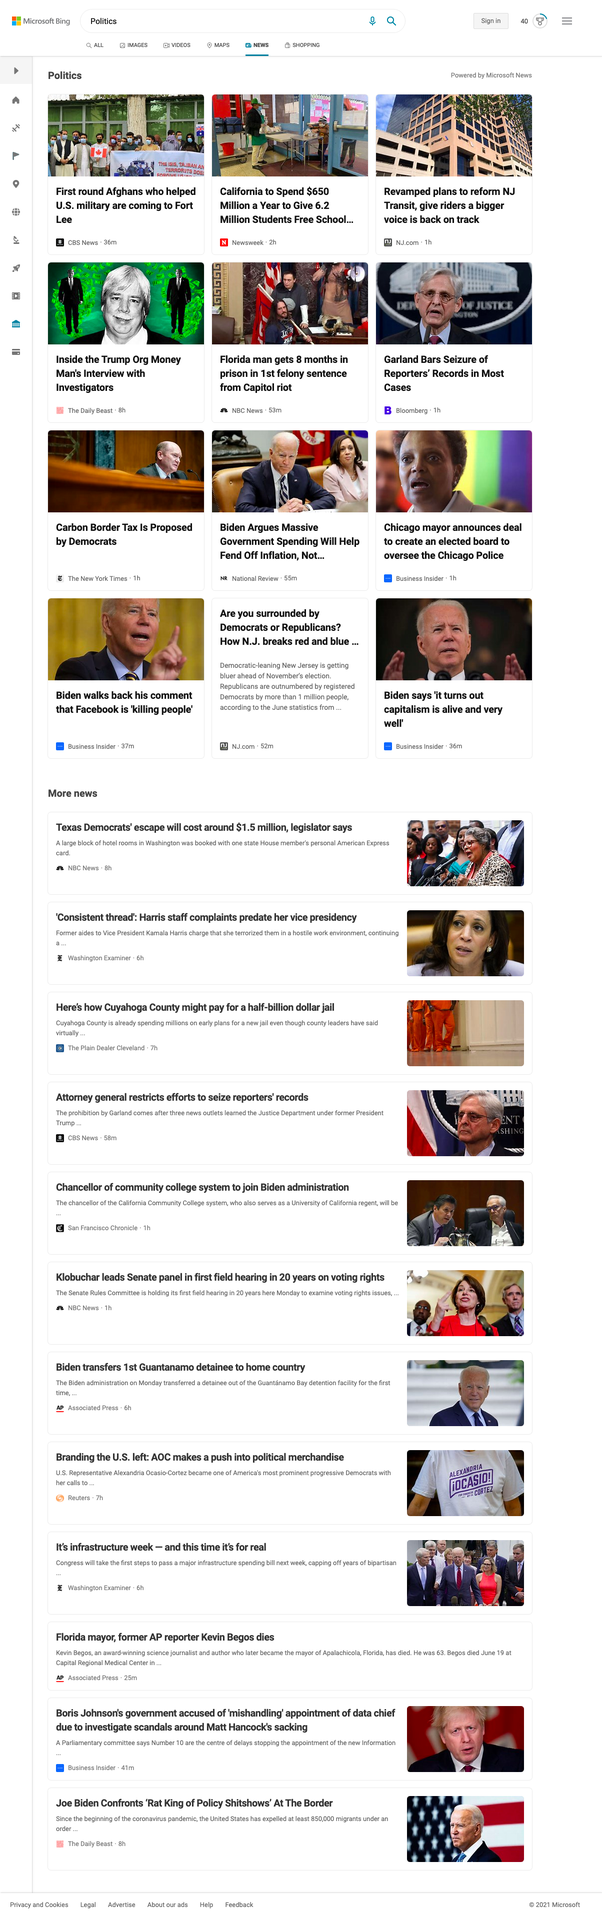 Microsoft Bing
Politics
Sign in
40
ALL
IMAGES
VIDEOS
MAPS
NEWS
SHOPPING
Politics
Powered by Microsoft News
First round Afghans who helped
U.S. military are coming to Fort
Lee
CBS News · 36m
California to Spend $650
Million a Year to Give 6.2
Million Students Free School...
Newsweek · 2h
Revamped plans to reform NJ
Transit, give riders a bigger
voice is back on track
NJ.com · 1h
Inside the Trump Org Money
Man's Interview with
Investigators
The Daily Beast · 8h
Florida man gets 8 months in
prison in 1st felony sentence
from Capitol riot
NBC News · 53m
Garland Bars Seizure of
Reporters' Records in Most
Cases
Bloomberg · 1h
Carbon Border Tax Is Proposed
by Democrats
The New York Times · 1h
Biden Argues Massive
Government Spending Will Help
Fend Off Inflation, Not...
National Review · 55m
Chicago mayor announces deal
to create an elected board to
oversee the Chicago Police
Business Insider · 1h
Biden walks back his comment
that Facebook is 'killing people'
Business Insider · 37m
Are you surrounded by
Democrats or Republicans?
How N.J. breaks red and blue ...
Democratic-leaning New Jersey is getting
bluer ahead of November's election.
Republicans are outnumbered by registered
Democrats by more than 1 million people,
according to the June statistics from ...
NJ.com · 52m
Biden says 'it turns out
capitalism is alive and very
well'
Business Insider · 36m
More news
Texas Democrats' escape will cost around $1.5 million, legislator says
A large block of hotel rooms in Washington was booked with one state House member's personal American Express
card.
NBC News · 8h
'Consistent thread': Harris staff complaints predate her vice presidency
Former aides to Vice President Kamala Harris charge that she terrorized them in a hostile work environment, continuing
a ...
Washington Examiner · 6h
Here's how Cuyahoga County might pay for a half-billion dollar jail
Cuyahoga County is already spending millions on early plans for a new jail even though county leaders have said
virtually ...
The Plain Dealer Cleveland · 7h
Attorney general restricts efforts to seize reporters' records
The prohibition by Garland comes after three news outlets learned the Justice Department under former President
Trump ...
CBS News · 58m
Chancellor of community college system to join Biden administration
The chancellor of the California Community College system, who also serves as a University of California regent, will be
...
San Francisco Chronicle · 1h
Klobuchar leads Senate panel in first field hearing in 20 years on voting rights
The Senate Rules Committee is holding its first field hearing in 20 years here Monday to examine voting rights issues, ...
NBC News · 1h
Biden transfers 1st Guantanamo detainee to home country
The Biden administration on Monday transferred a detainee out of the Guantánamo Bay detention facility for the first
time, ...
Associated Press · 6h
Branding the U.S. left: AOC makes a push into political merchandise
U.S. Representative Alexandria Ocasio-Cortez became one of America's most prominent progressive Democrats with
her calls to ...
Reuters · 7h
ALEXANDRIA
¡OCASIO!
CORTEZ
It's infrastructure week — and this time it's for real
Congress will take the first steps to pass a major infrastructure spending bill next week, capping off years of bipartisan
...
Washington Examiner · 6h
Florida mayor, former AP reporter Kevin Begos dies
Kevin Begos, an award-winning science journalist and author who later became the mayor of Apalachicola, Florida, has died. He was 63. Begos died June 19 at
Capital Regional Medical Center in ...
Associated Press · 25m
Boris Johnson's government accused of 'mishandling' appointment of data chief
due to investigate scandals around Matt Hancock's sacking
A Parliamentary committee says Number 10 are the centre of delays stopping the appointment of the new Information
...
Business Insider · 41m
Joe Biden Confronts 'Rat King of Policy Shitshows' At The Border
Since the beginning of the coronavirus pandemic, the United States has expelled at least 850,000 migrants under an
order ...
The Daily Beast · 8h
Privacy and Cookies
Legal
Advertise
About our ads
Help
Feedback
© 2021 Microsoft